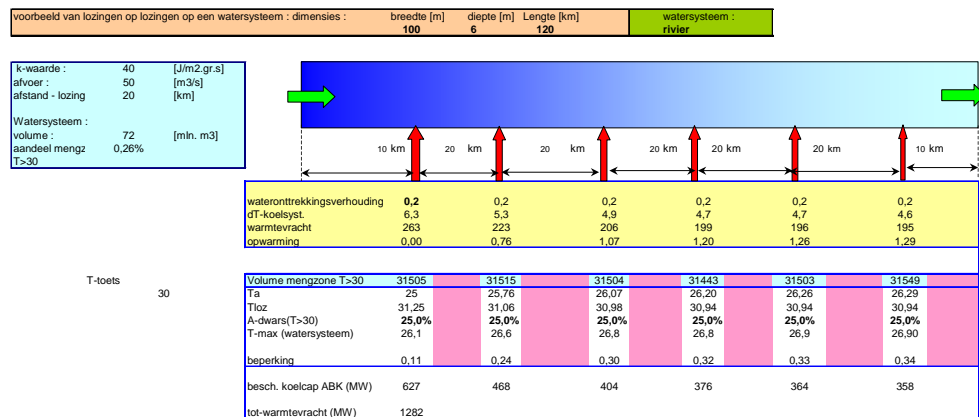 voorbeeld van lozingen op lozingen op een watersysteem : dimensies : breedte [m] diepte [m] Lengte [km] watersysteem :
100 6 120 rivier
k-waarde : 40 [J/m2.gr.s]
afvoer : 50 [m3/s]
afstand - lozing 20 [km]
Watersysteem :
volume : 72 [mln. m3]
aandeel mengz 0,26%
T>30
10 km 20 km 20 km 20 km 20 km 20 km 10 km
wateronttrekkingsverhouding 0,2 0,2 0,2 0,2 0,2 0,2
dT-koelsyst. 6,3 5,3 4,9 4,7 4,7 4,6
warmtevracht 263 223 206 199 196 195
opwarming 0,00 0,76 1,07 1,20 1,26 1,29
T-toets
30
Volume mengzone T>30 31505 31515 31504 31443 31503 31549
Ta 25 25,76 26,07 26,20 26,26 26,29
Tloz 31,25 31,06 30,98 30,94 30,94 30,94
A-dwars(T>30) 25,0% 25,0% 25,0% 25,0% 25,0% 25,0%
T-max (watersysteem) 26,1 26,6 26,8 26,8 26,9 26,90
beperking 0,11 0,24 0,30 0,32 0,33 0,34
besch. koelcap ABK (MW) 627 468 404 376 364 358
tot-warmtevracht (MW) 1282